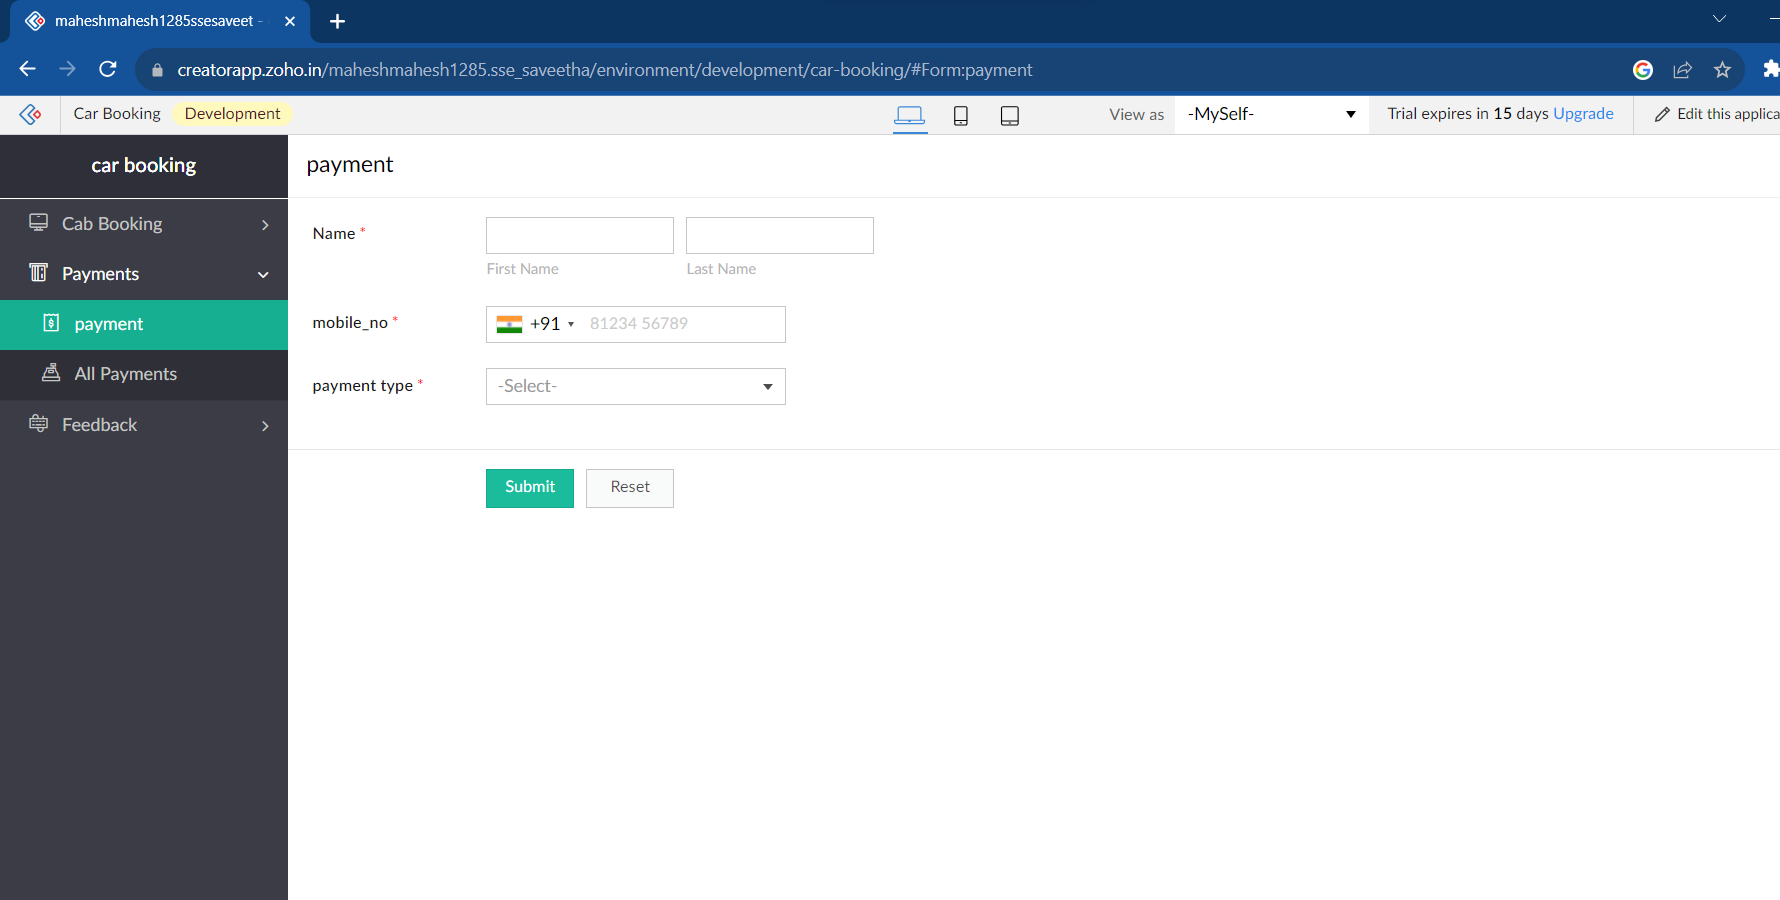 maheshmahesh1285ssesaveet -
creatorapp.zoho.in/maheshmahesh1285.sse_saveetha/environment/development/car-booking/#Form:payment
Car Booking Development View as -MySelf- Trial expires in 15 days Upgrade Edit this applica
car booking
payment
Cab Booking
Payments
payment
All Payments
Feedback
Name *
First Name Last Name
mobile_no * +91 81234 56789
payment type * -Select-
Submit Reset